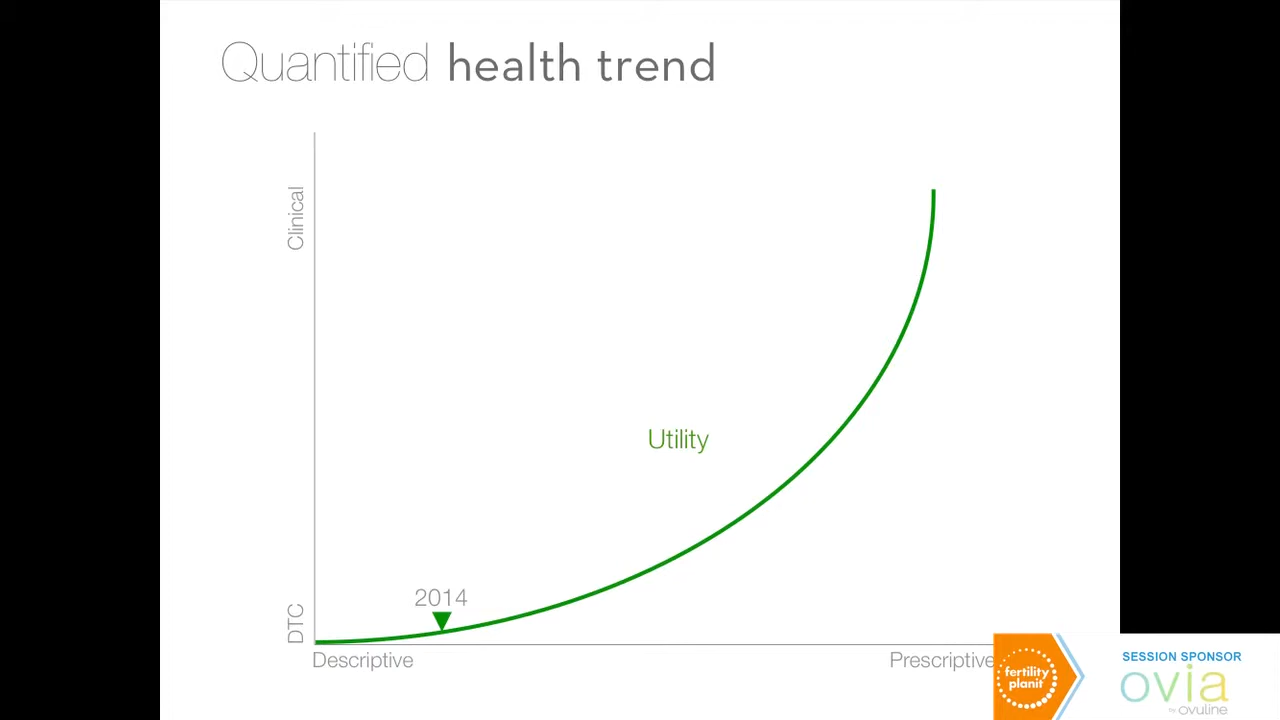 Quantified health trend
Clinical
Utility
2014
DTC
Descriptive
Prescriptive
fertility
planit
SESSION SPONSOR
ovia
by ovuline